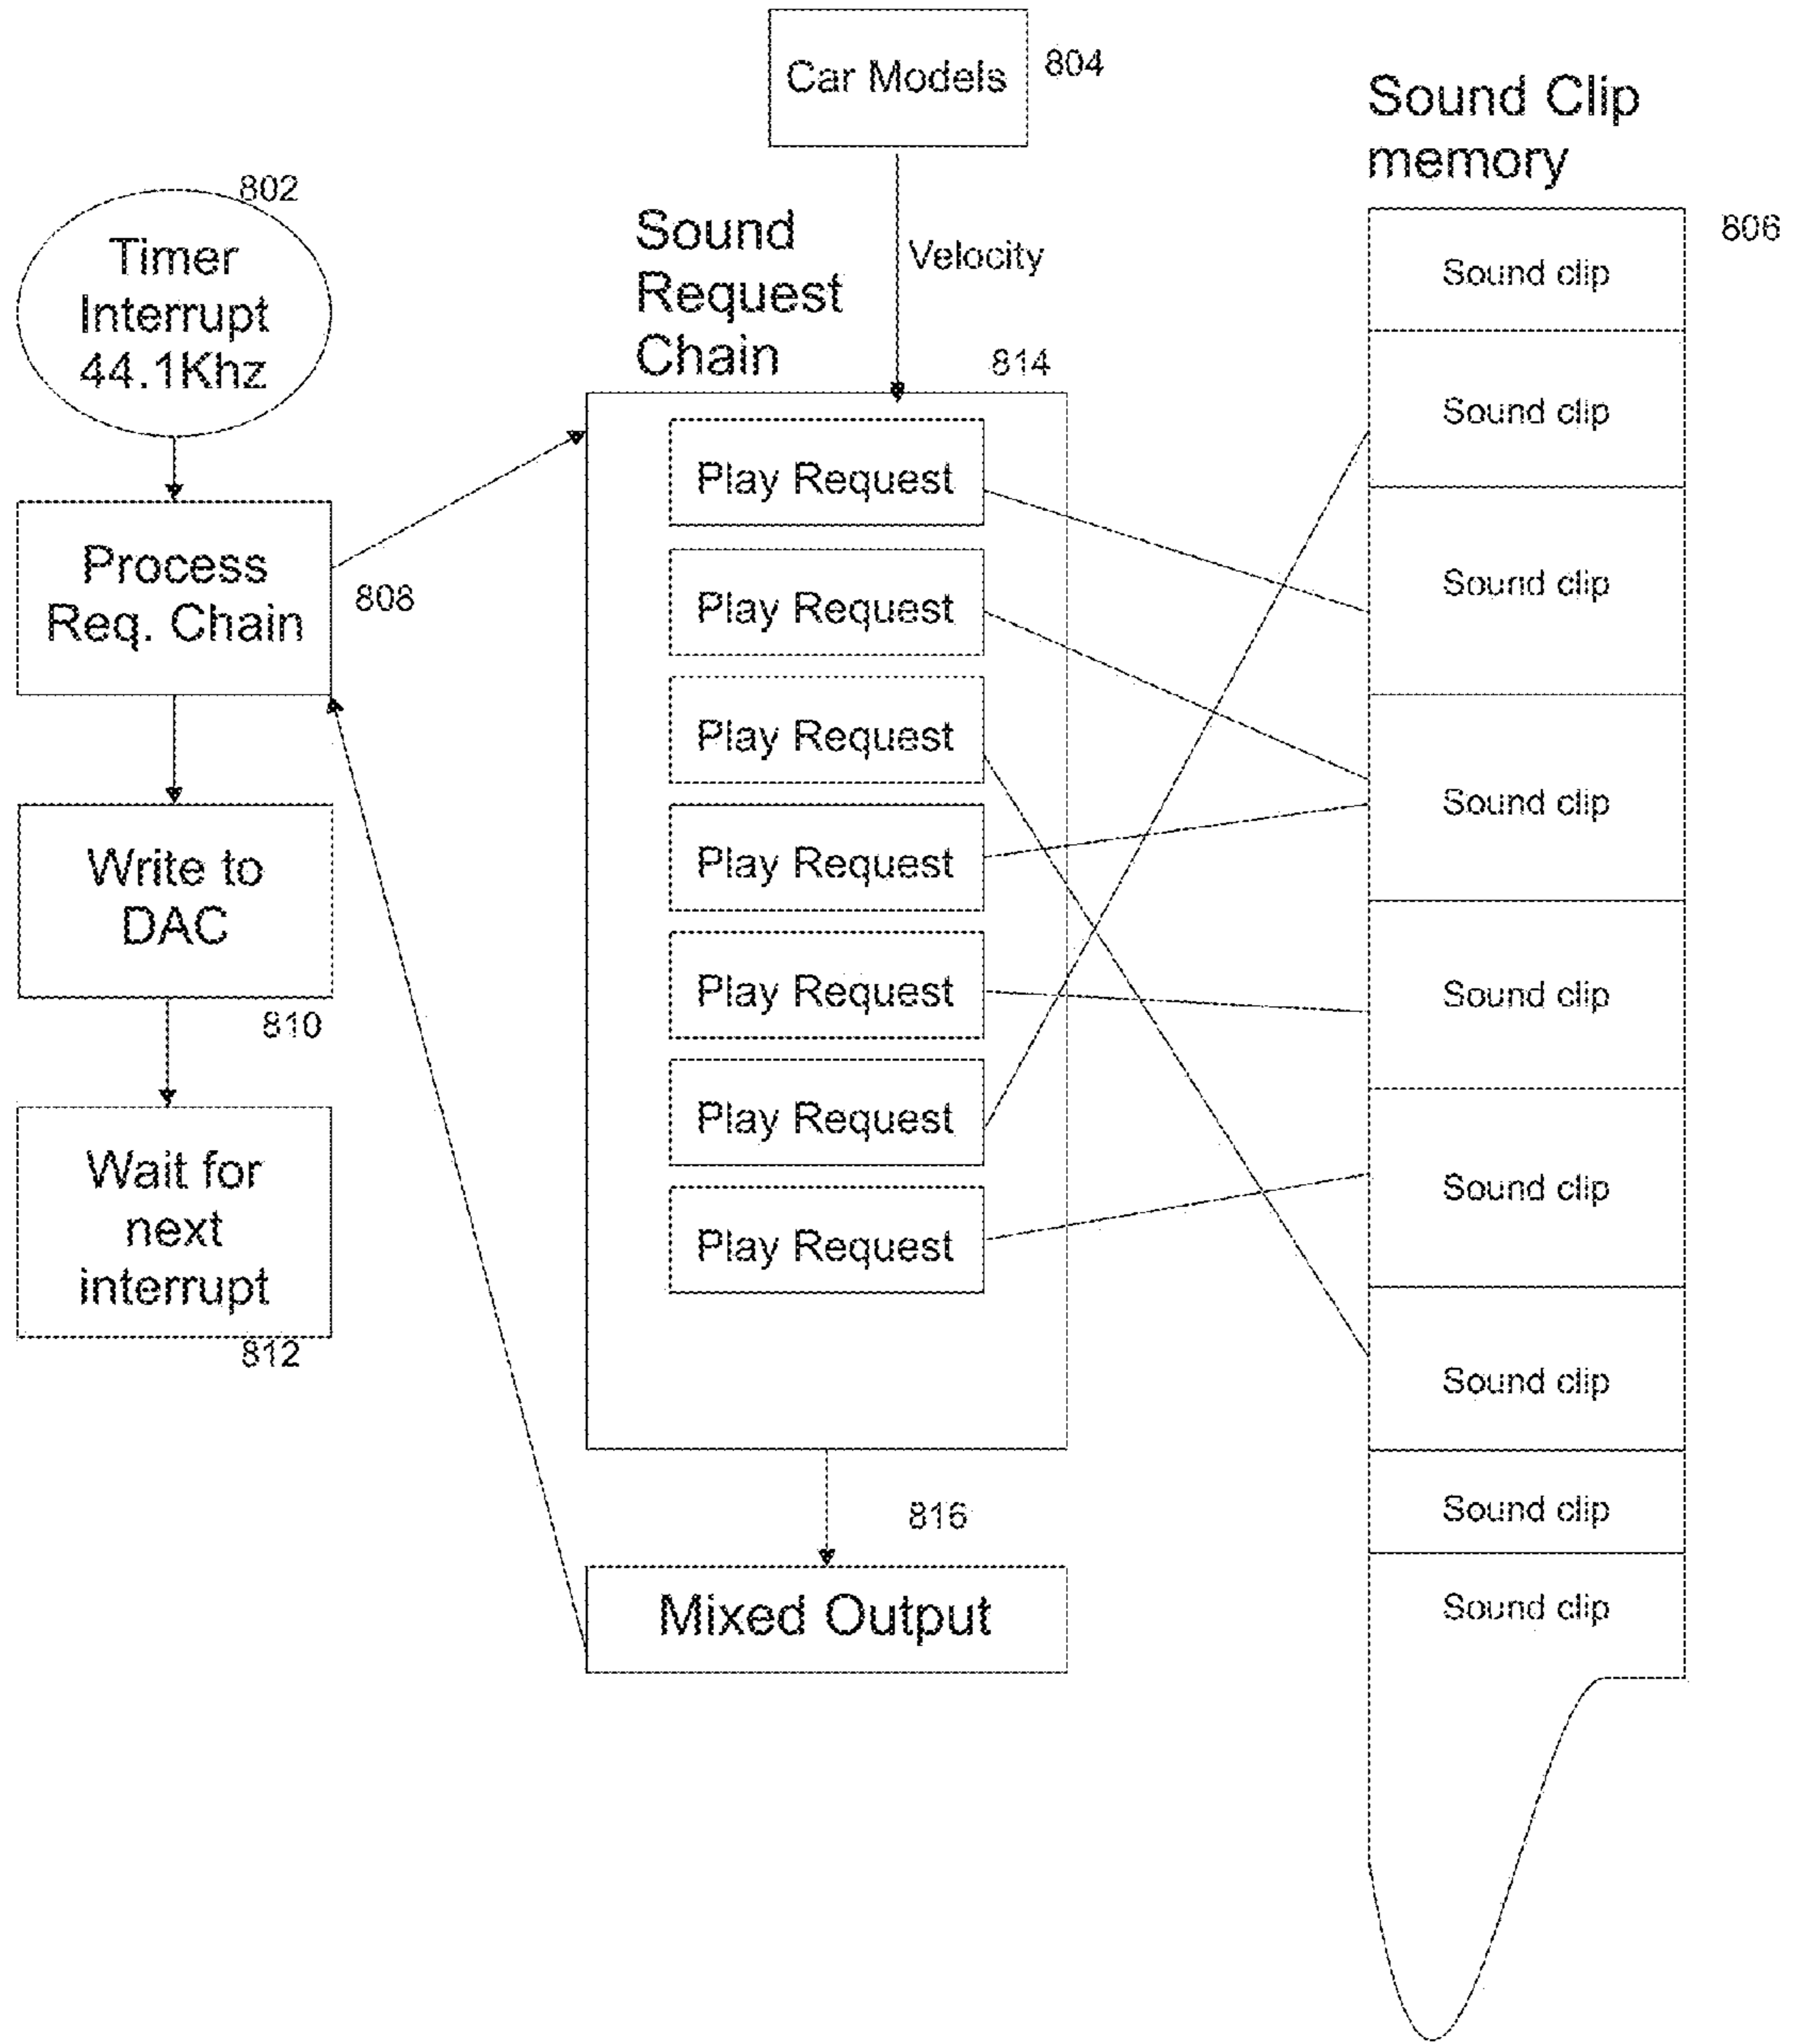 Car Models
804
Sound Clip
memory
802
Timer
Interrupt
44.1Khz
Sound
Request
Chain
Velocity
814
806
Process
Req. Chain
808
Write to
DAC
810
Wait for
next
interrupt
812
Play Request
Play Request
Play Request
Play Request
Play Request
Play Request
Play Request
816
Mixed Output
Sound clip
Sound clip
Sound clip
Sound clip
Sound clip
Sound clip
Sound clip
Sound clip
Sound clip